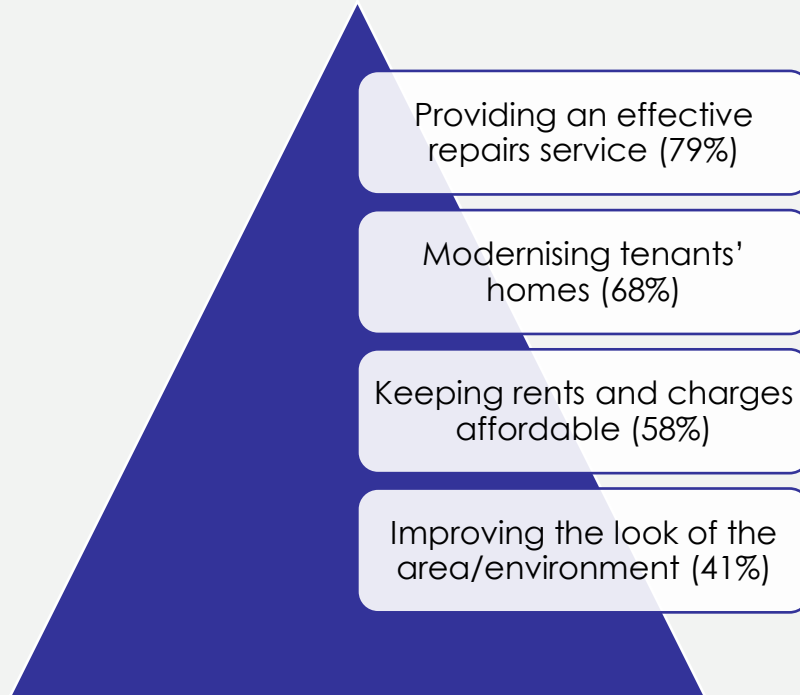 Providing an effective
repairs service (79%)
Modernising tenants’
homes (68%)
Keeping rents and charges
affordable (58%)
Improving the look of the
area/environment (41%)